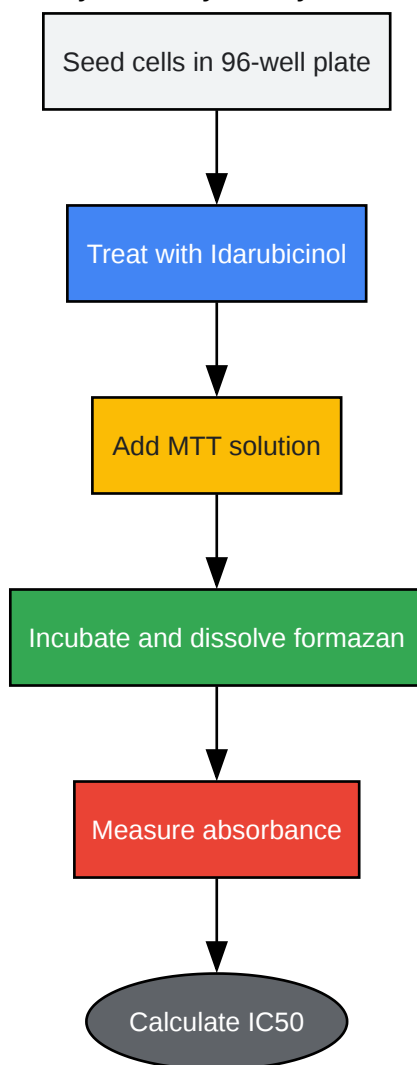 Seed cells in 96-well plate
Treat with Idarubicinol
Add MTT solution
Incubate and dissolve formazan
Measure absorbance
Calculate IC50